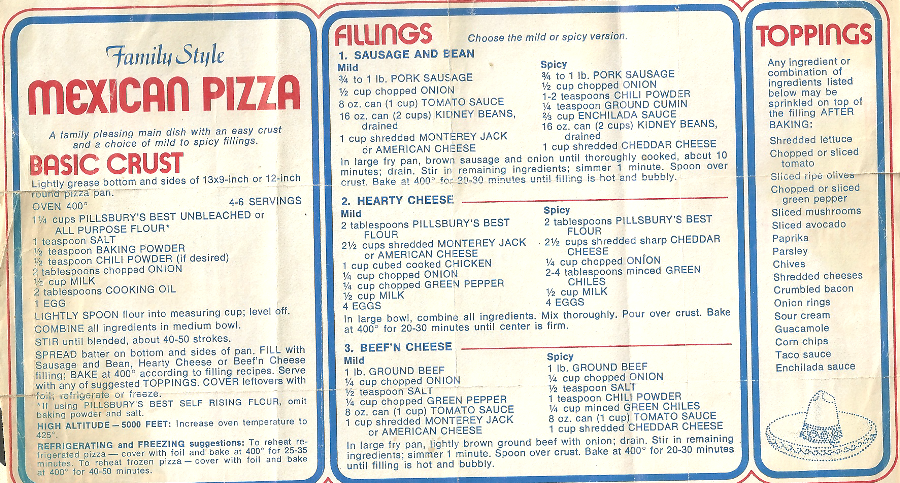 Family Style
MEXICAN PIZZA
A family pleasing main dish with an easy crust
and a choice of mild to spicy fillings.
BASIC CRUST
Lightly grease bottom and sides of 13x9-inch or 12-inch
round pizza pan.
OVEN 400° 4-6 SERVINGS
1¼ cups PILLSBURY'S BEST UNBLEACHED or
ALL PURPOSE FLOUR*
1 teaspoon SALT
½ teaspoon BAKING POWDER
½ teaspoon CHILI POWDER (if desired)
2 tablespoons chopped ONION
½ cup MILK
2 tablespoons COOKING OIL
1 EGG
LIGHTLY SPOON flour into measuring cup; level off.
COMBINE all ingredients in medium bowl.
STIR until blended, about 40-50 strokes.
SPREAD batter on bottom and sides of pan. FILL with
Sausage and Bean, Hearty Cheese or Beef'n Cheese
filling; BAKE at 400° according to filling recipes. Serve
with any of suggested TOPPINGS. COVER leftovers with
foil, refrigerate or freeze.
*If using PILLSBURY'S BEST SELF RISING FLOUR, omit
baking powder and salt.
HIGH ALTITUDE – 5000 FEET: Increase oven temperature to
425°.
REFRIGERATING and FREEZING suggestions: To reheat re-
frigerated pizza — cover with foil and bake at 400° for 25-35
minutes. To reheat frozen pizza — cover with foil and bake
at 400° for 40-50 minutes.
FILLINGS Choose the mild or spicy version.
1. SAUSAGE AND BEAN
Mild
¾ to 1 lb. PORK SAUSAGE
½ cup chopped ONION
8 oz. can (1 cup) TOMATO SAUCE
16 oz. can (2 cups) KIDNEY BEANS,
drained
1 cup shredded MONTEREY JACK
or AMERICAN CHEESE
Spicy
¾ to 1 lb. PORK SAUSAGE
½ cup chopped ONION
1-2 teaspoons CHILI POWDER
¼ teaspoon GROUND CUMIN
⅔ cup ENCHILADA SAUCE
16 oz. can (2 cups) KIDNEY BEANS,
drained
1 cup shredded CHEDDAR CHEESE
In large fry pan, brown sausage and onion until thoroughly cooked, about 10
minutes; drain. Stir in remaining ingredients; simmer 1 minute. Spoon over
crust. Bake at 400° for 20-30 minutes until filling is hot and bubbly.
2. HEARTY CHEESE
Mild
2 tablespoons PILLSBURY'S BEST
FLOUR
2½ cups shredded MONTEREY JACK
or AMERICAN CHEESE
1 cup cubed cooked CHICKEN
¼ cup chopped ONION
¼ cup chopped GREEN PEPPER
½ cup MILK
4 EGGS
Spicy
2 tablespoons PILLSBURY'S BEST
FLOUR
2½ cups shredded sharp CHEDDAR
CHEESE
¼ cup chopped ONION
2-4 tablespoons minced GREEN
CHILES
½ cup MILK
4 EGGS
In large bowl, combine all ingredients. Mix thoroughly. Pour over crust. Bake
at 400° for 20-30 minutes until center is firm.
3. BEEF'N CHEESE
Mild
1 lb. GROUND BEEF
¼ cup chopped ONION
½ teaspoon SALT
¼ cup chopped GREEN PEPPER
8 oz. can (1 cup) TOMATO SAUCE
1 cup shredded MONTEREY JACK
or AMERICAN CHEESE
Spicy
1 lb. GROUND BEEF
¼ cup chopped ONION
½ teaspoon SALT
1 teaspoon CHILI POWDER
¼ cup minced GREEN CHILES
8 oz. can (1 cup) TOMATO SAUCE
1 cup shredded CHEDDAR CHEESE
In large fry pan, lightly brown ground beef with onion; drain. Stir in remaining
ingredients; simmer 1 minute. Spoon over crust. Bake at 400° for 20-30 minutes
until filling is hot and bubbly.
TOPPINGS
Any ingredient or
combination of
ingredients listed
below may be
sprinkled on top of
the filling AFTER
BAKING:
Shredded lettuce
Chopped or sliced
tomato
Sliced ripe olives
Chopped or sliced
green pepper
Sliced mushrooms
Sliced avocado
Paprika
Parsley
Chives
Shredded cheeses
Crumbled bacon
Onion rings
Sour cream
Guacamole
Corn chips
Taco sauce
Enchilada sauce